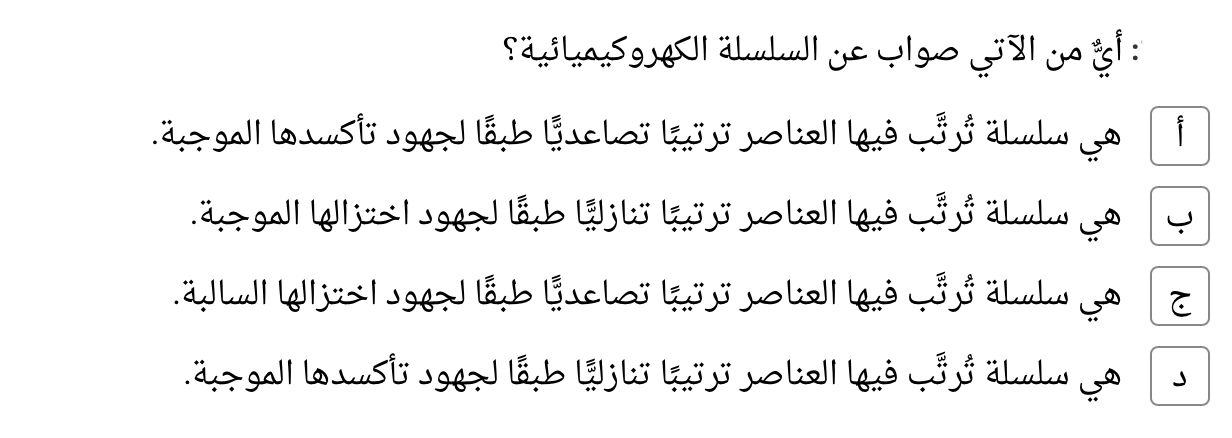 : أيٌّ من الآتي صواب عن السلسلة الكهروكيميائية؟
أ هي سلسلة تُرتَّب فيها العناصر ترتيبًا تصاعديًّا طبقًا لجهود تأكسدها الموجبة.
ب هي سلسلة تُرتَّب فيها العناصر ترتيبًا تنازليًّا طبقًا لجهود اختزالها الموجبة.
ج هي سلسلة تُرتَّب فيها العناصر ترتيبًا تصاعديًّا طبقًا لجهود اختزالها السالبة.
د هي سلسلة تُرتَّب فيها العناصر ترتيبًا تنازليًّا طبقًا لجهود تأكسدها الموجبة.